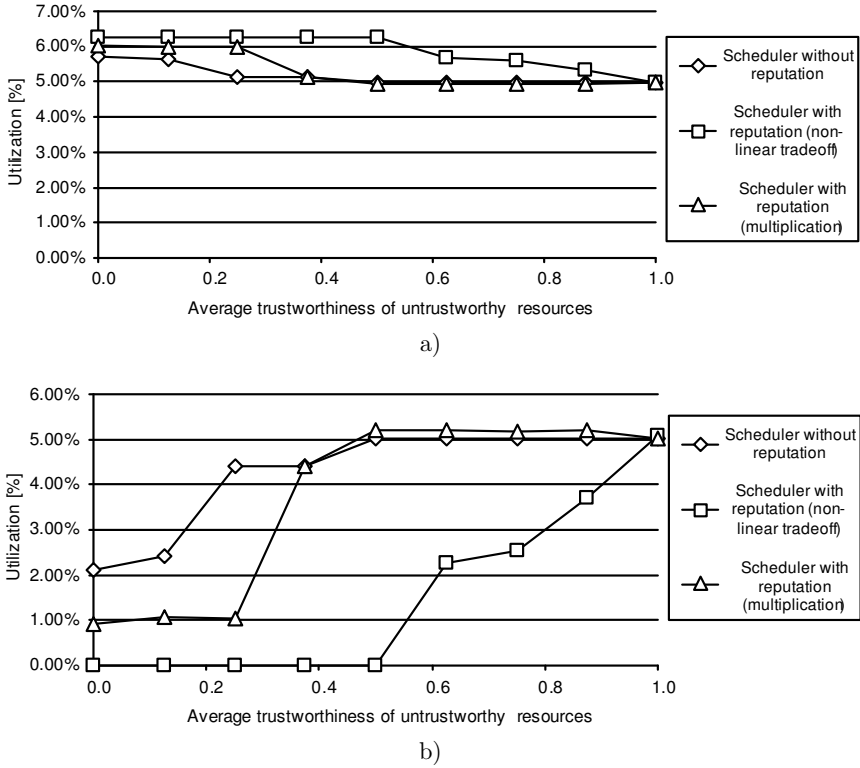 7.00%
6.00%
5.00%
4.00%
3.00%
2.00%
1.00%
0.00%
Utilization [%]
0.0 0.2 0.4 0.6 0.8 1.0
Average trustworthiness of untrustworthy resources
Scheduler without
reputation
Scheduler with
reputation (non-
linear tradeoff)
Scheduler with
reputation
(multiplication)
a)
6.00%
5.00%
4.00%
3.00%
2.00%
1.00%
0.00%
Utilization [%]
0.0 0.2 0.4 0.6 0.8 1.0
Average trustworthiness of untrustworthy resources
Scheduler without
reputation
Scheduler with
reputation (non-
linear tradeoff)
Scheduler with
reputation
(multiplication)
b)